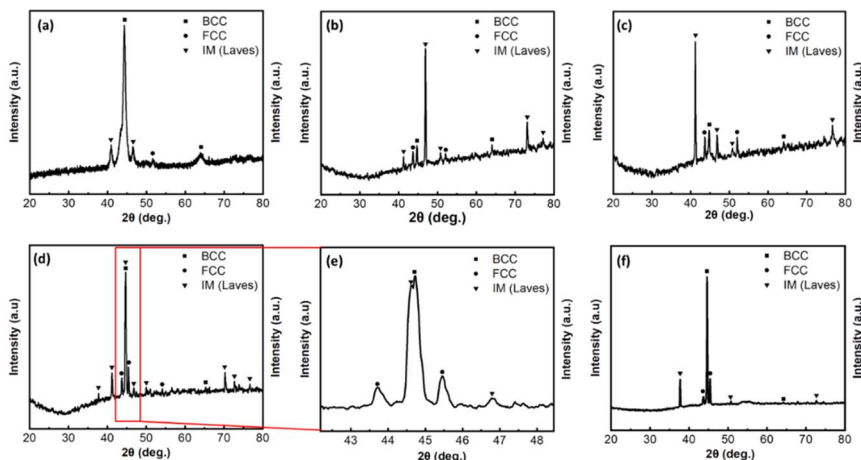 (a)
BCC
FCC
IM (Laves)
Intensity (a.u.)
20 30 40 50 60 70 80
2θ (deg.)
(b)
BCC
FCC
IM (Laves)
Intensity (a.u.)
Intensity (a.u.)
20 30 40 50 60 70 80
2θ (deg.)
(c)
BCC
FCC
IM (Laves)
Intensity (a.u.)
Intensity (a.u.)
20 30 40 50 60 70 80
2θ (deg.)
(d)
BCC
FCC
IM (Laves)
Intensity (a.u)
20 30 40 50 60 70 80
2θ (deg.)
(e)
BCC
FCC
IM (Laves)
Intensity (a.u.)
43 44 45 46 47 48
2θ (deg.)
(f)
BCC
FCC
IM (Laves)
Intensity (a.u.)
Intensity (a.u.)
20 30 40 50 60 70 80
2θ (deg.)